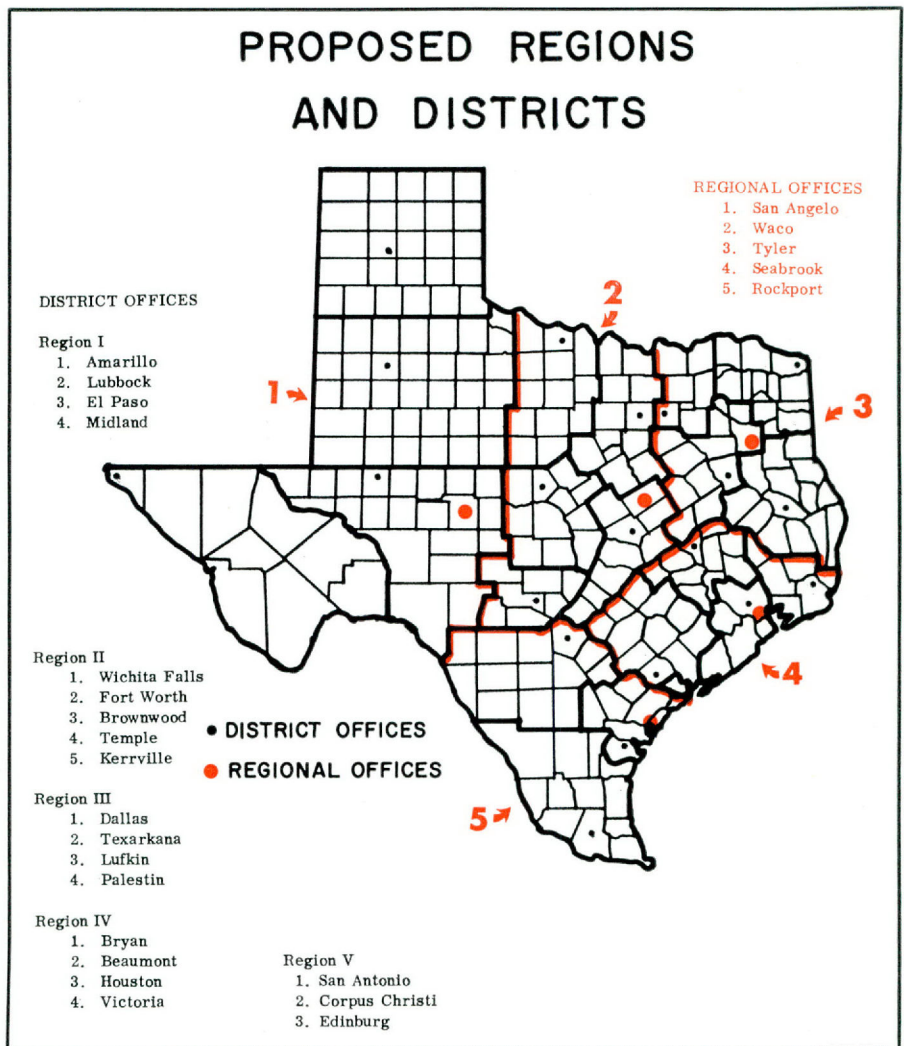 PROPOSED REGIONS
AND DISTRICTS
REGIONAL OFFICES
1. San Angelo
2. Waco
3. Tyler
4. Seabrook
5. Rockport
DISTRICT OFFICES
Region I
1. Amarillo
2. Lubbock
3. El Paso
4. Midland
2
1
3
4
5
Region II
1. Wichita Falls
2. Fort Worth
3. Brownwood
4. Temple
5. Kerrville
DISTRICT OFFICES
REGIONAL OFFICES
Region III
1. Dallas
2. Texarkana
3. Lufkin
4. Palestin
Region IV
1. Bryan
2. Beaumont
3. Houston
4. Victoria
Region V
1. San Antonio
2. Corpus Christi
3. Edinburg